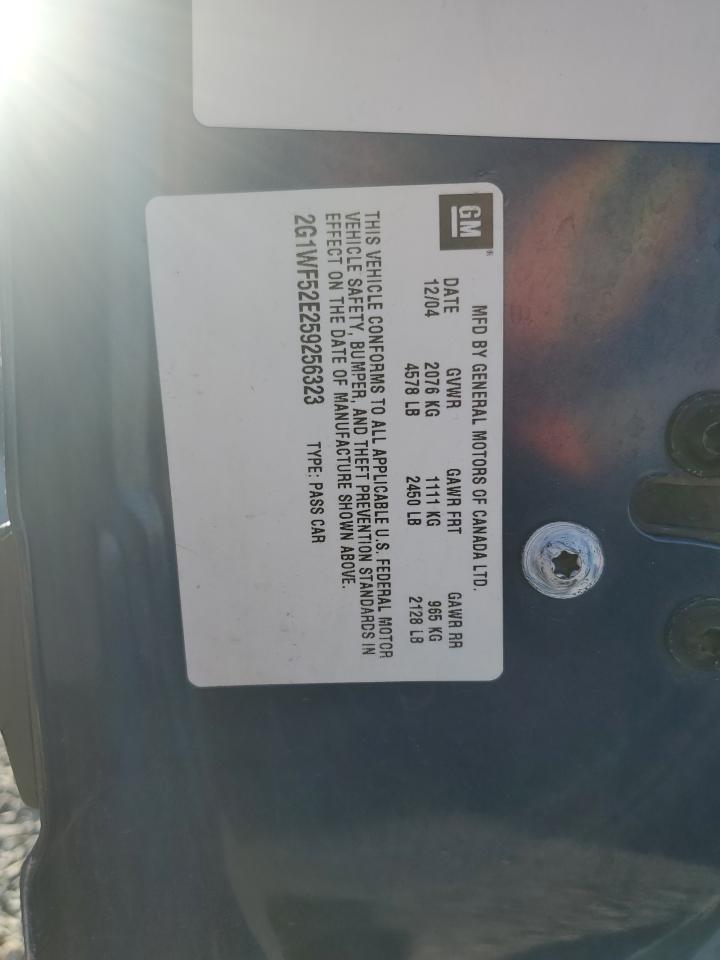 GM
MFD BY GENERAL MOTORS OF CANADA LTD.
DATE GVWR GAWR FRT GAWR RR
12/04 2076 KG 1111 KG 965 KG
4578 LB 2450 LB 2128 LB
THIS VEHICLE CONFORMS TO ALL APPLICABLE U.S. FEDERAL MOTOR
VEHICLE SAFETY, BUMPER, AND THEFT PREVENTION STANDARDS IN
EFFECT ON THE DATE OF MANUFACTURE SHOWN ABOVE.
2G1WF52E259256323 TYPE: PASS CAR